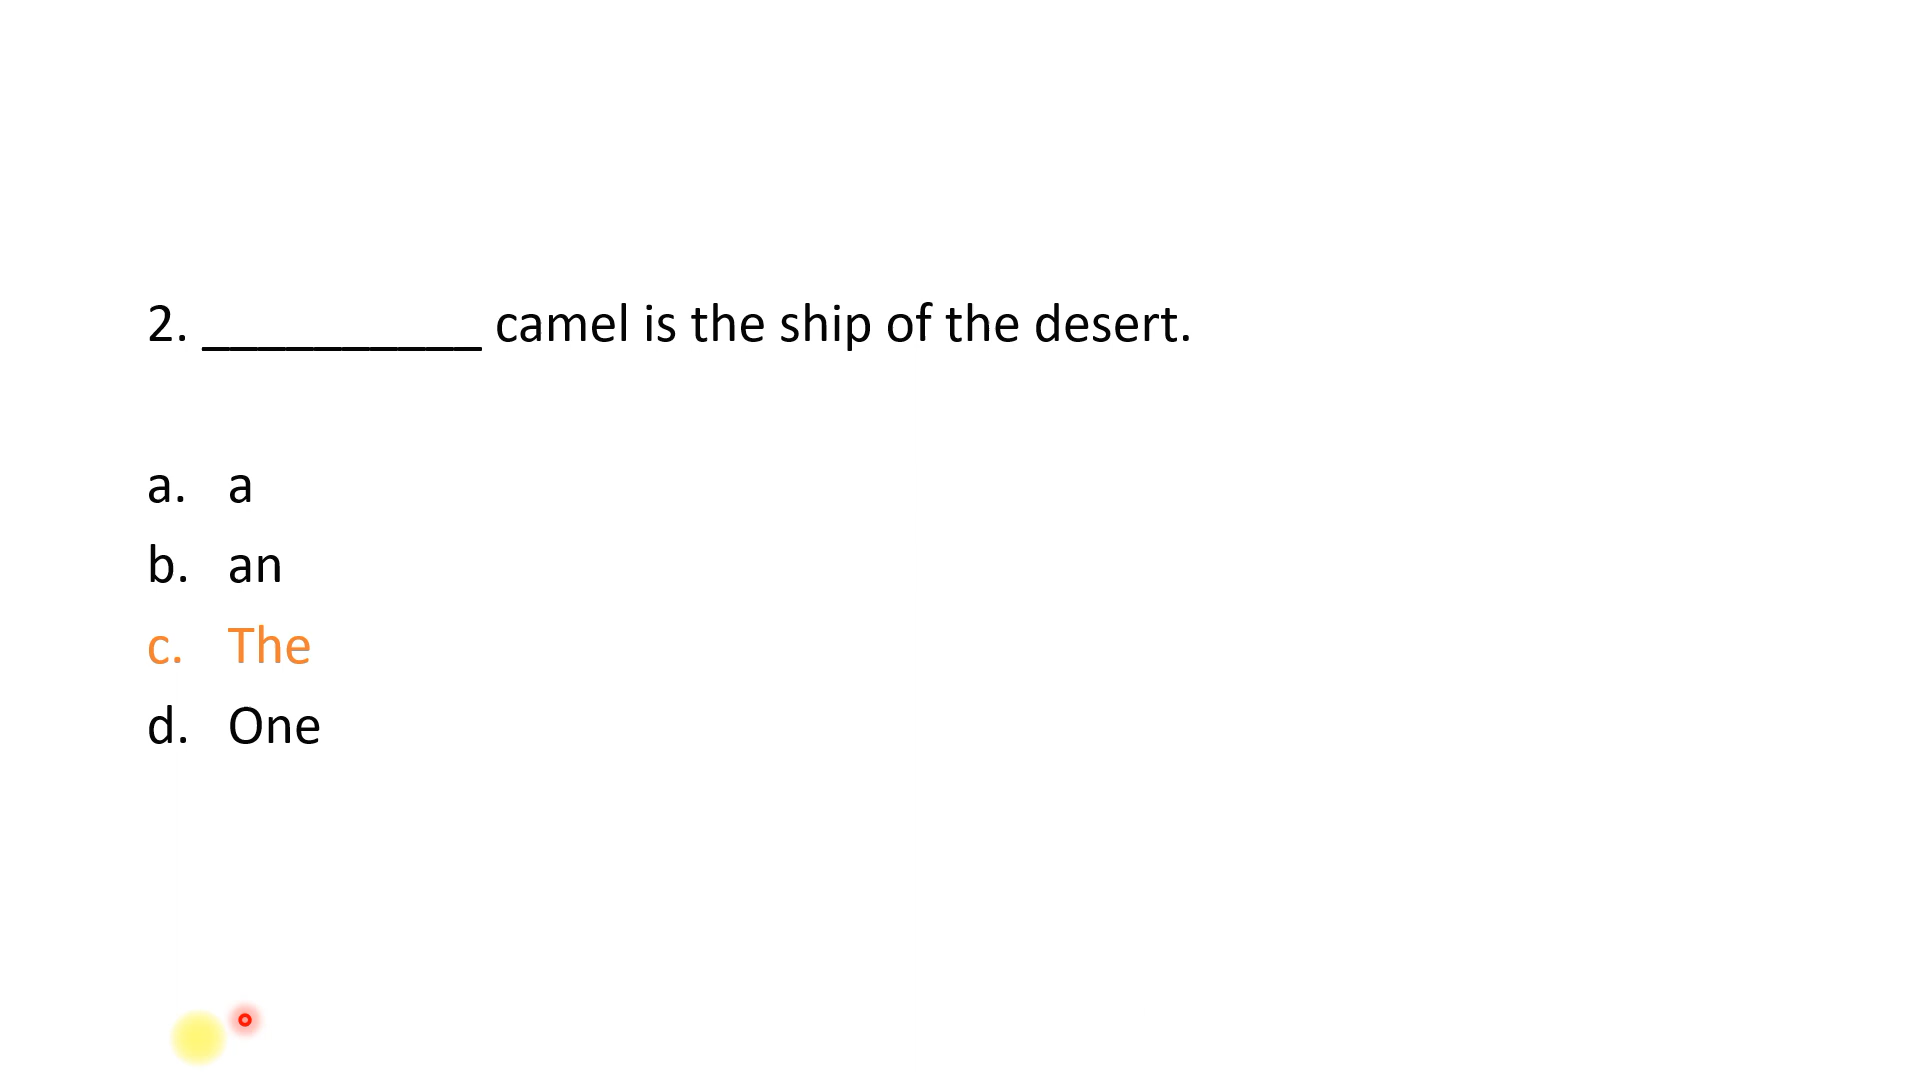 2. __________ camel is the ship of the desert.
a. a
b. an
c. The
d. One